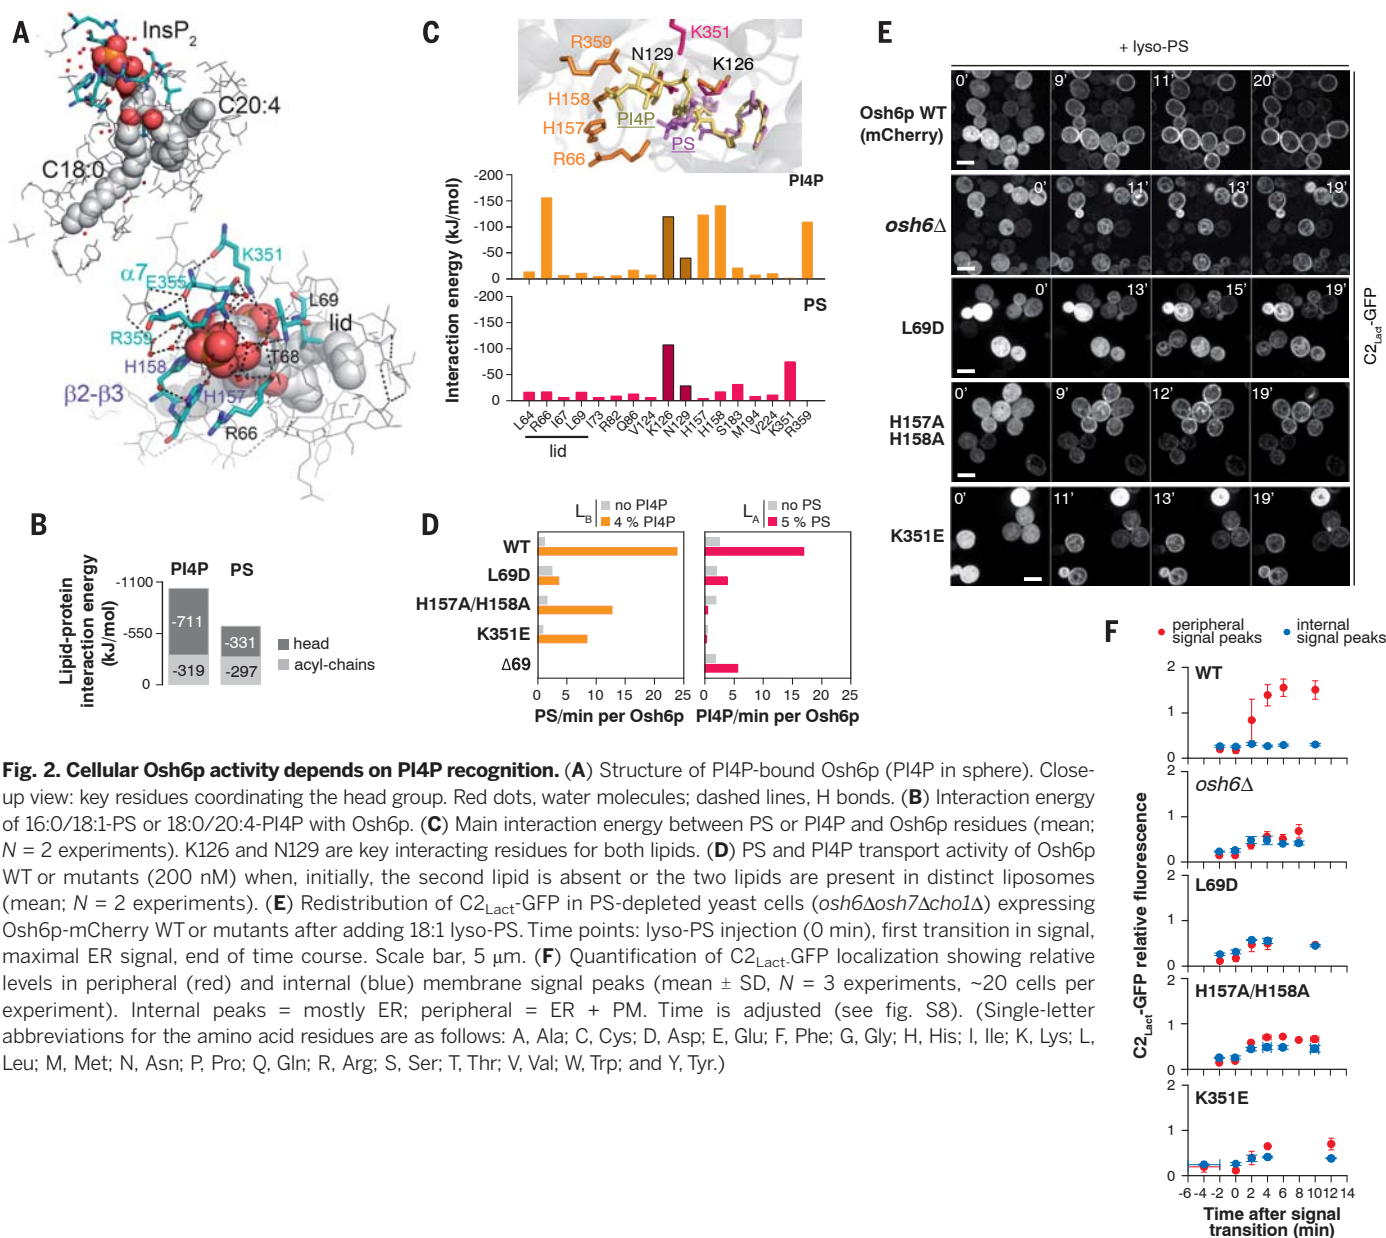 A
InsP2
C20:4
C18:0
K351
α7
E355
L69
R359
lid
H158
T68
β2-β3
H157
R66
B
PI4P PS
-1100
-550
0
-711
-319
-331
-297
head
acyl-chains
Lipid-protein
interaction energy
(kJ/mol)
C
K351
R359
N129
K126
H158
PI4P
H157
PS
R66
PI4P
-200
-150
-100
-50
0
PS
-200
-150
-100
-50
0
Interaction energy (kJ/mol)
L64 R66 I67 L69 I73 R82 Q86 V124 K126 N129 H157 H158 S183 M194 V224 K351 R359
lid
D
LB no PI4P
4 % PI4P
LA no PS
5 % PS
WT
L69D
H157A/H158A
K351E
Δ69
0 5 10 15 20 25
0 5 10 15 20 25
PS/min per Osh6p
PI4P/min per Osh6p
E
+ lyso-PS
Osh6p WT
(mCherry)
0' 9' 11' 20'
osh6Δ
0' 11' 13' 19'
L69D
0' 13' 15' 19'
H157A
H158A
0' 9' 12' 19'
K351E
0' 11' 13' 19'
C2Lact-GFP
F
peripheral
signal peaks
internal
signal peaks
WT
2
1
0
osh6Δ
2
1
0
L69D
2
1
0
H157A/H158A
2
1
0
K351E
2
1
0
-6 -4 -2 0 2 4 6 8 10 12 14
Time after signal
transition (min)
C2Lact-GFP relative fluorescence
Fig. 2. Cellular Osh6p activity depends on PI4P recognition. (A) Structure of PI4P-bound Osh6p (PI4P in sphere). Close-
up view: key residues coordinating the head group. Red dots, water molecules; dashed lines, H bonds. (B) Interaction energy
of 16:0/18:1-PS or 18:0/20:4-PI4P with Osh6p. (C) Main interaction energy between PS or PI4P and Osh6p residues (mean;
N = 2 experiments). K126 and N129 are key interacting residues for both lipids. (D) PS and PI4P transport activity of Osh6p
WT or mutants (200 nM) when, initially, the second lipid is absent or the two lipids are present in distinct liposomes
(mean; N = 2 experiments). (E) Redistribution of C2Lact-GFP in PS-depleted yeast cells (osh6Δosh7Δcho1Δ) expressing
Osh6p-mCherry WT or mutants after adding 18:1 lyso-PS. Time points: lyso-PS injection (0 min), first transition in signal,
maximal ER signal, end of time course. Scale bar, 5 μm. (F) Quantification of C2Lact-GFP localization showing relative
levels in peripheral (red) and internal (blue) membrane signal peaks (mean ± SD, N = 3 experiments, ~20 cells per
experiment). Internal peaks = mostly ER; peripheral = ER + PM. Time is adjusted (see fig. S8). (Single-letter
abbreviations for the amino acid residues are as follows: A, Ala; C, Cys; D, Asp; E, Glu; F, Phe; G, Gly; H, His; I, Ile; K, Lys; L,
Leu; M, Met; N, Asn; P, Pro; Q, Gln; R, Arg; S, Ser; T, Thr; V, Val; W, Trp; and Y, Tyr.)